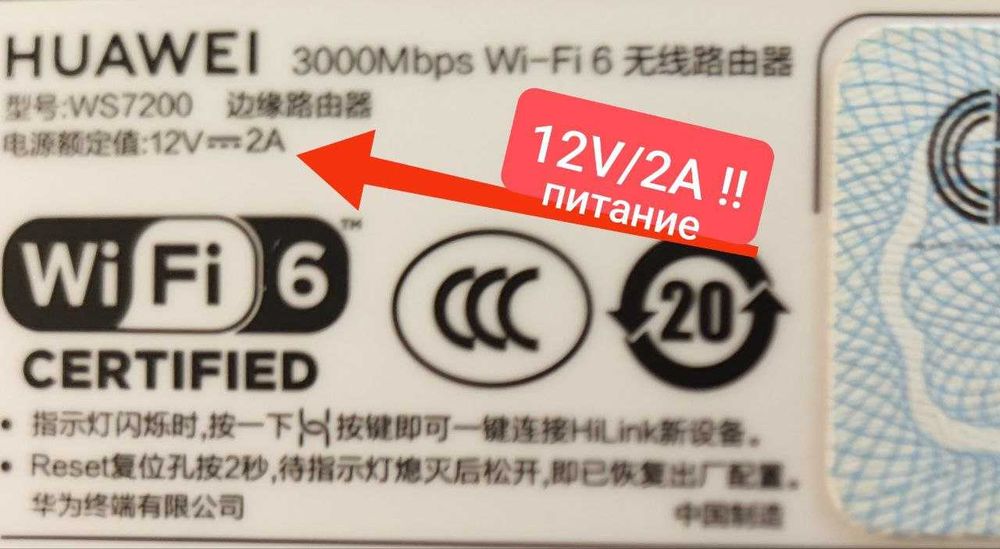 HUAWEI 3000Mbps Wi-Fi 6 无线路由器
型号:WS7200 边缘路由器
电源额定值:12V⎓2A
12V/2A !!
питание
Wi Fi 6 ™
CERTIFIED
CCC
20
• 指示灯闪烁时,按一下 按键即可一键连接HiLink新设备。
• Reset复位孔按2秒,待指示灯熄灭后松开,即已恢复出厂配置。
华为终端有限公司
中国制造